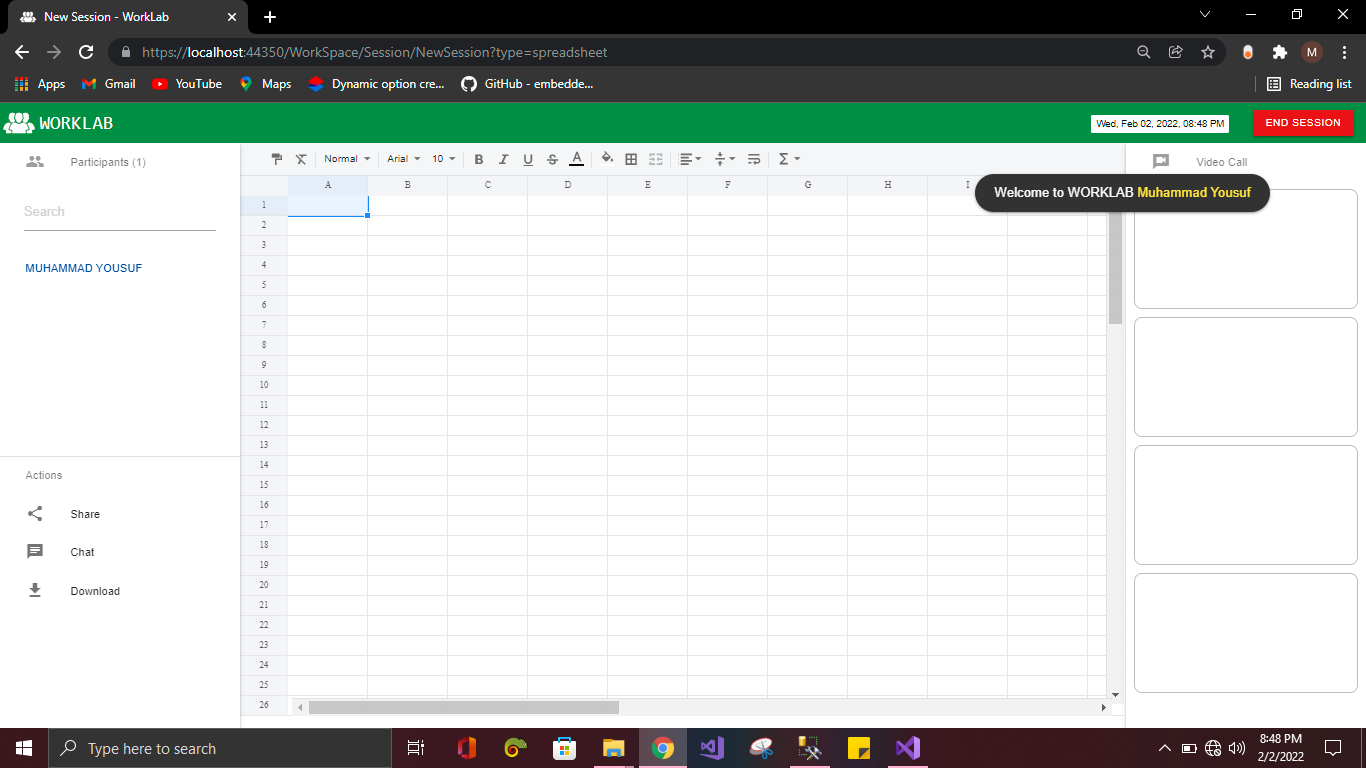 New Session - WorkLab
https://localhost:44350/WorkSpace/Session/NewSession?type=spreadsheet
M
Apps Gmail YouTube Maps Dynamic option cre... GitHub - embedde... Reading list
WORKLAB
Wed, Feb 02, 2022, 08:48 PM
END SESSION
Participants (1)
Search
MUHAMMAD YOUSUF
Actions
Share
Chat
Download
Normal Arial 10 B I U S A Σ
A B C D E F G H I
1
2
3
4
5
6
7
8
9
10
11
12
13
14
15
16
17
18
19
20
21
22
23
24
25
26
Video Call
Welcome to WORKLAB Muhammad Yousuf
Type here to search
8:48 PM
2/2/2022